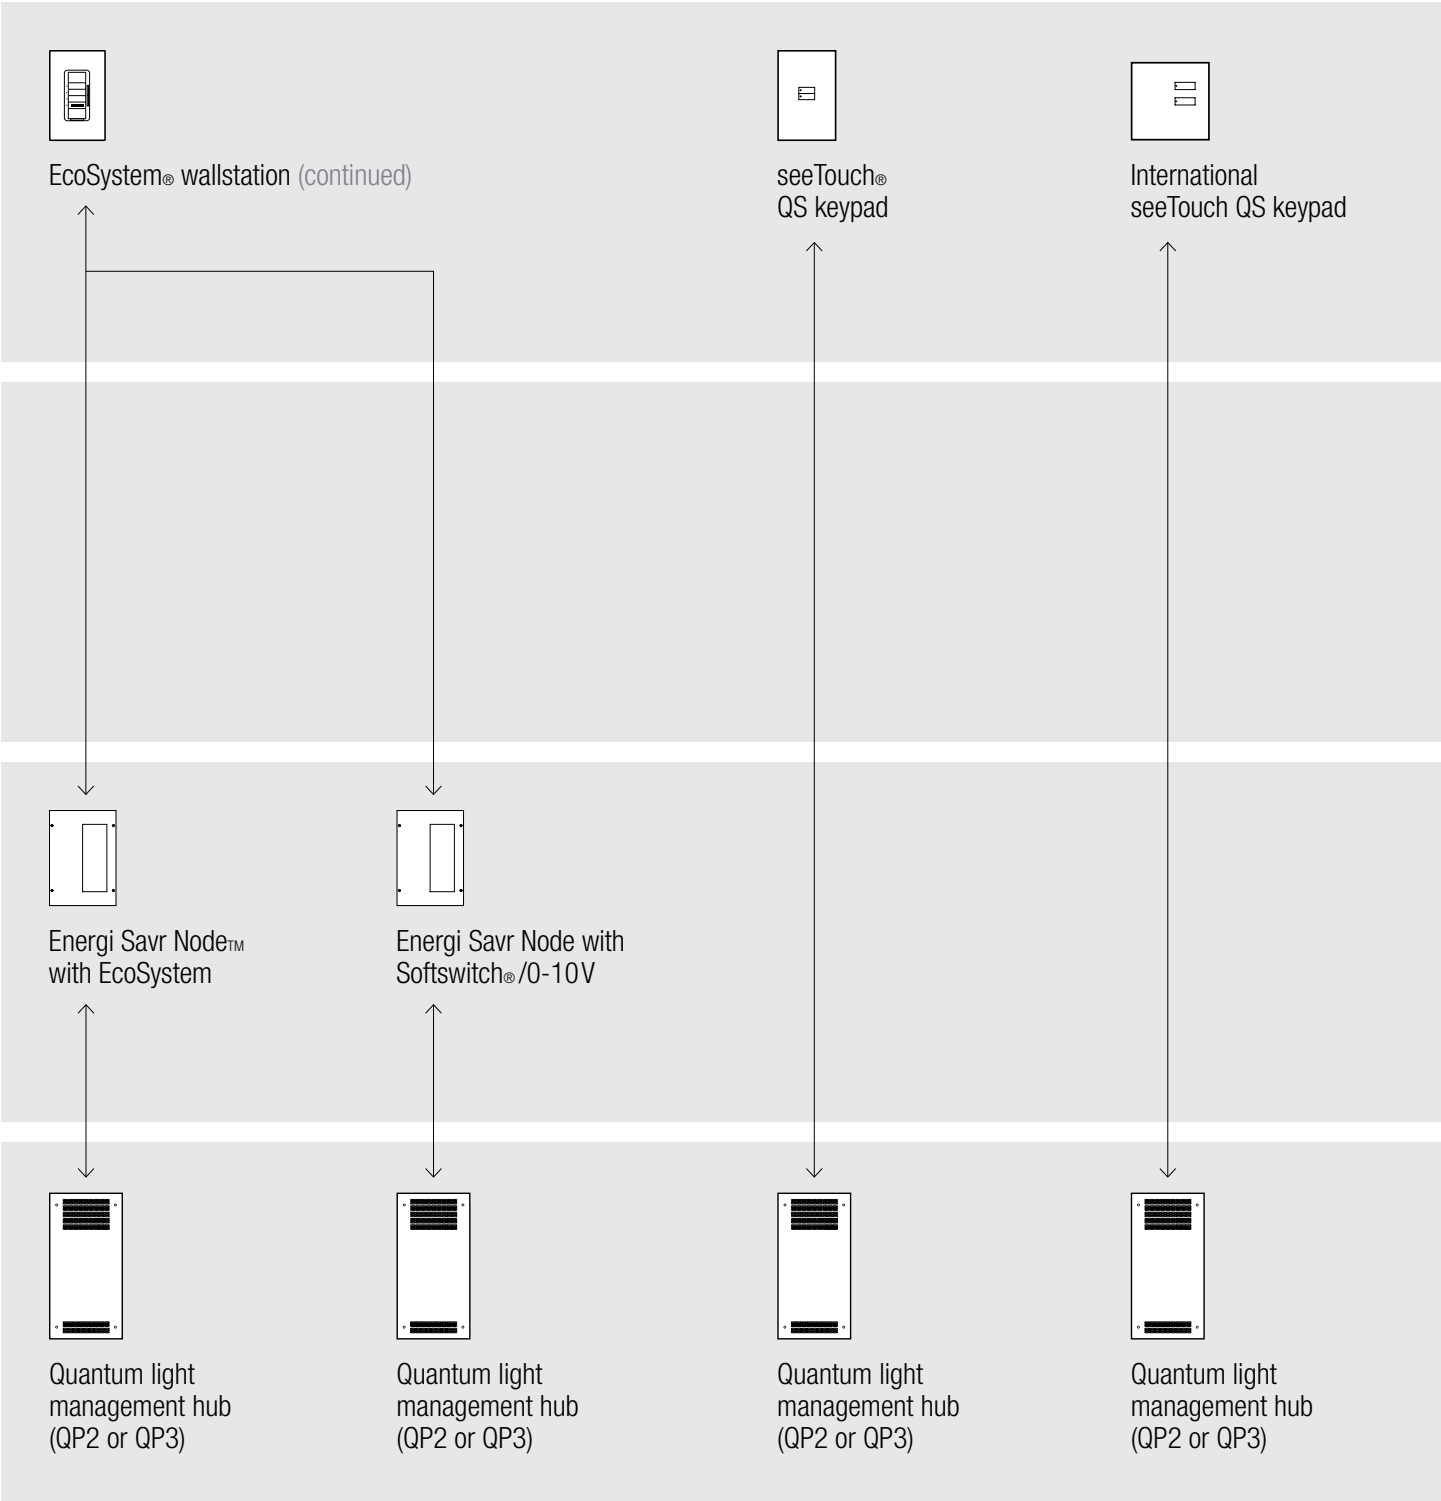 EcoSystem® wallstation (continued)
seeTouch®
QS keypad
International
seeTouch QS keypad
Energi Savr Node™
with EcoSystem
Energi Savr Node with
Softswitch®/0-10V
Quantum light
management hub
(QP2 or QP3)
Quantum light
management hub
(QP2 or QP3)
Quantum light
management hub
(QP2 or QP3)
Quantum light
management hub
(QP2 or QP3)